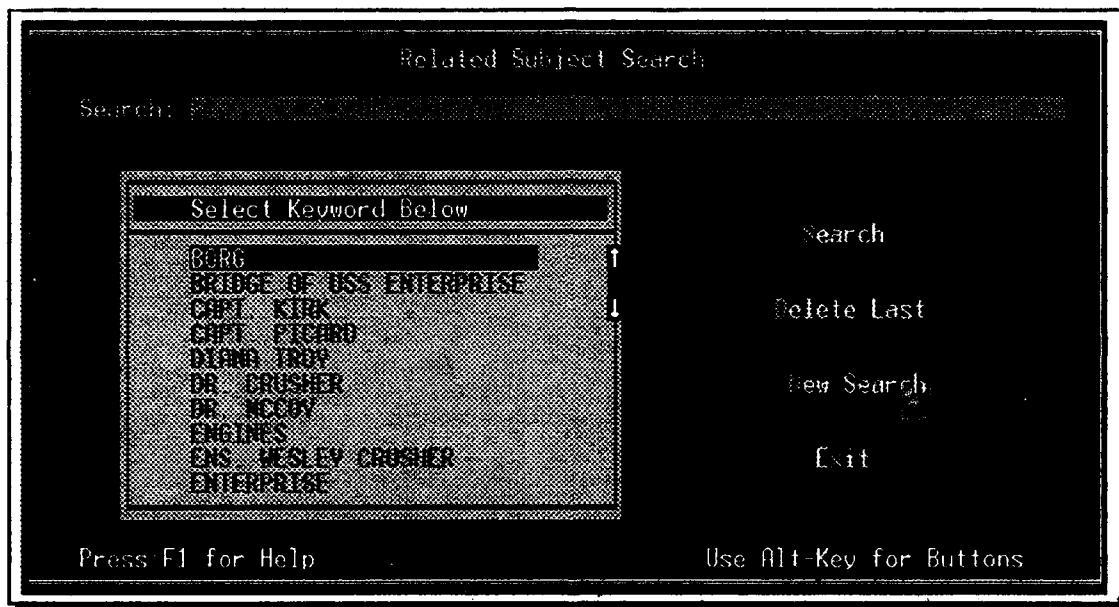 Related Subject Search
Search:
Select Keyword Below
BORG
BRIDGE OF USS ENTERPRISE
CAPT. KIRK
CAPT. PICARD
DIANA TROY
DR. CRUSHER
DR. MCCOY
ENGINES
ENS. WESLEY CRUSHER
ENTERPRISE
Search
Delete Last
New Search
Exit
Press F1 for Help
Use Alt-Key for Buttons